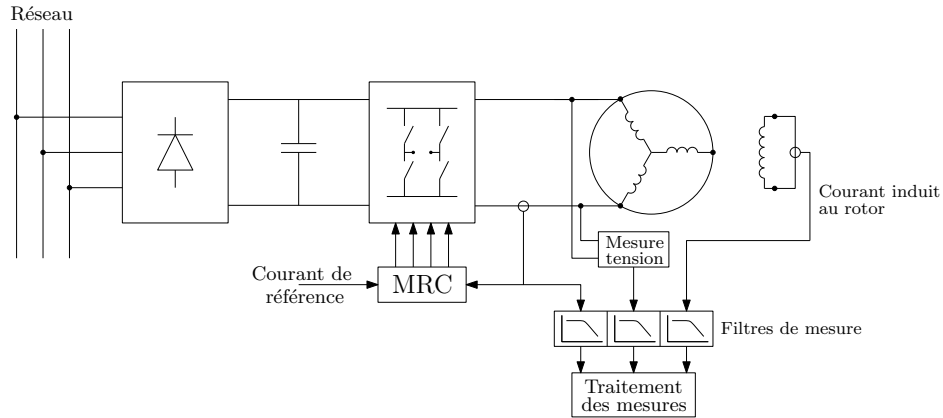 Réseau
Courant induit
au rotor
Mesure
tension
Courant de
référence
MRC
Filtres de mesure
Traitement
des mesures